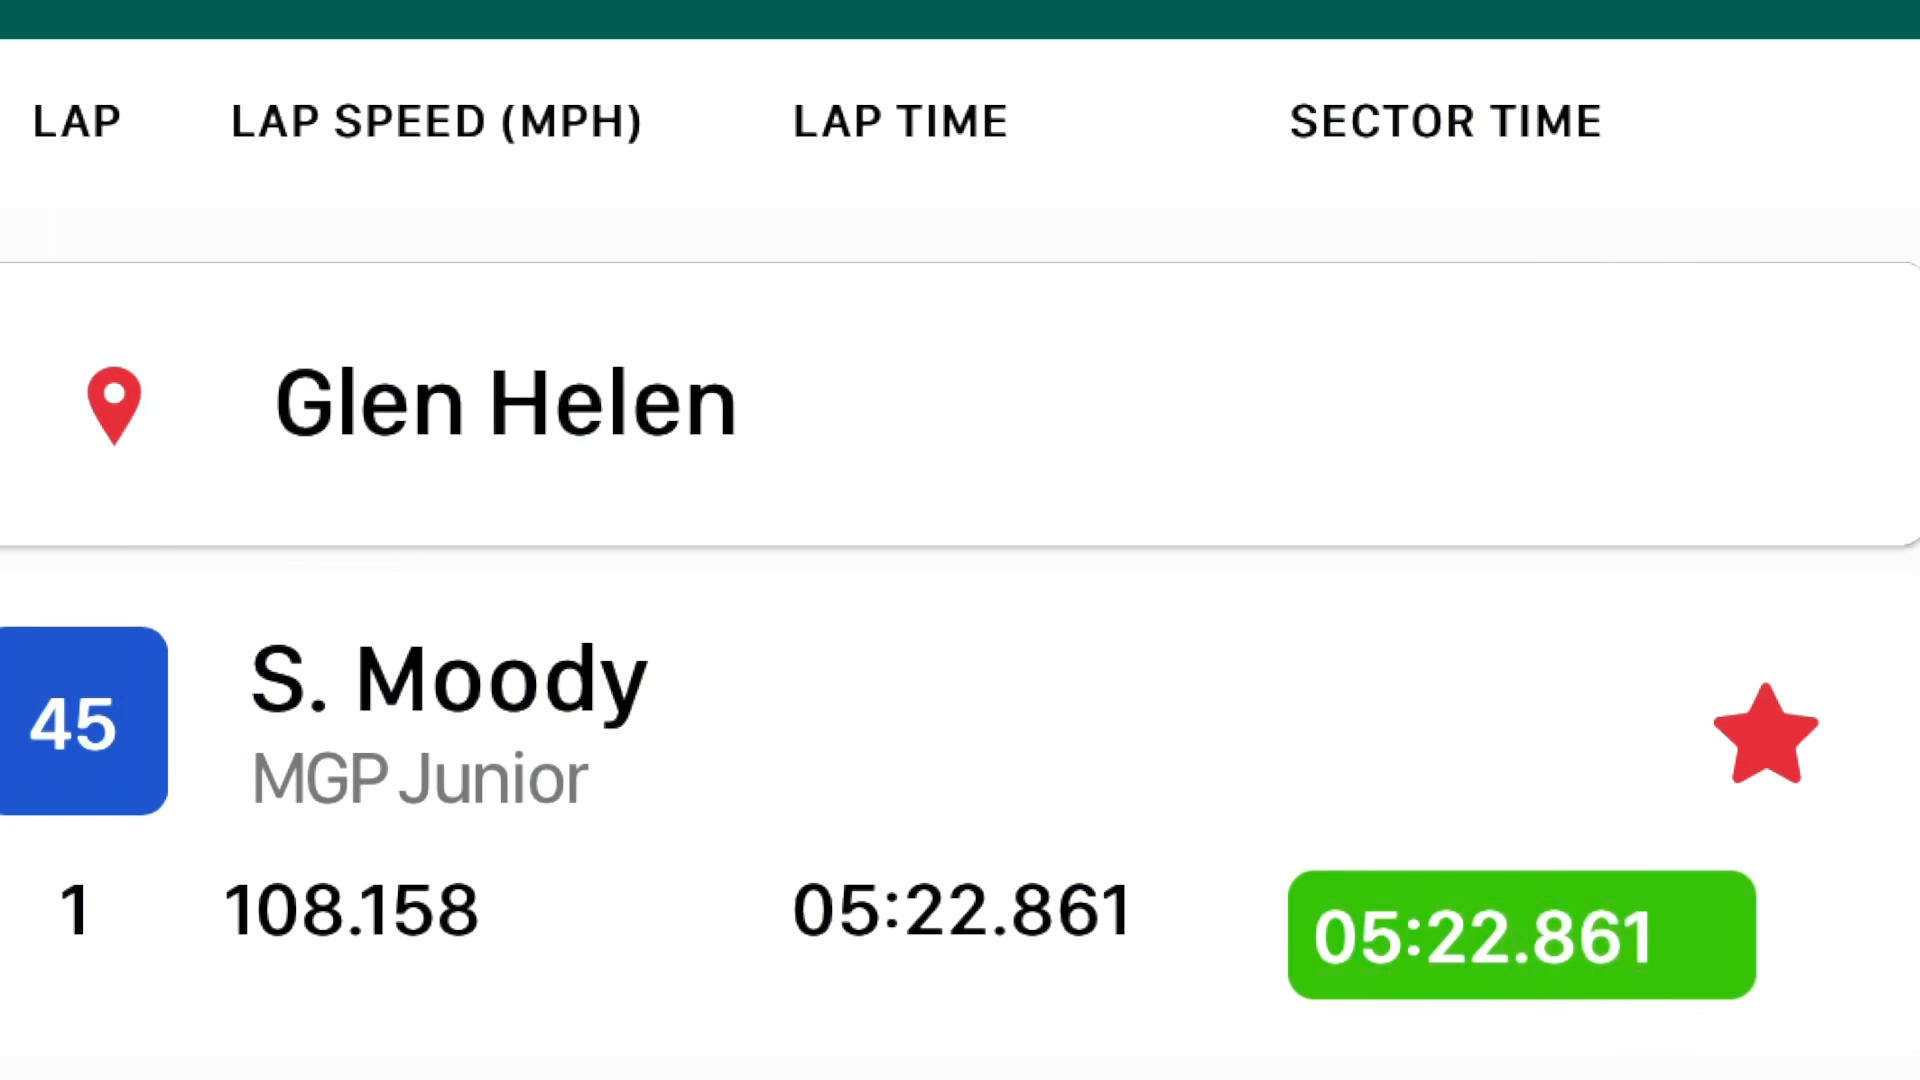 LAP LAP SPEED (MPH) LAP TIME SECTOR TIME
Glen Helen
45
S. Moody
MGP Junior
1 108.158 05:22.861 05:22.861